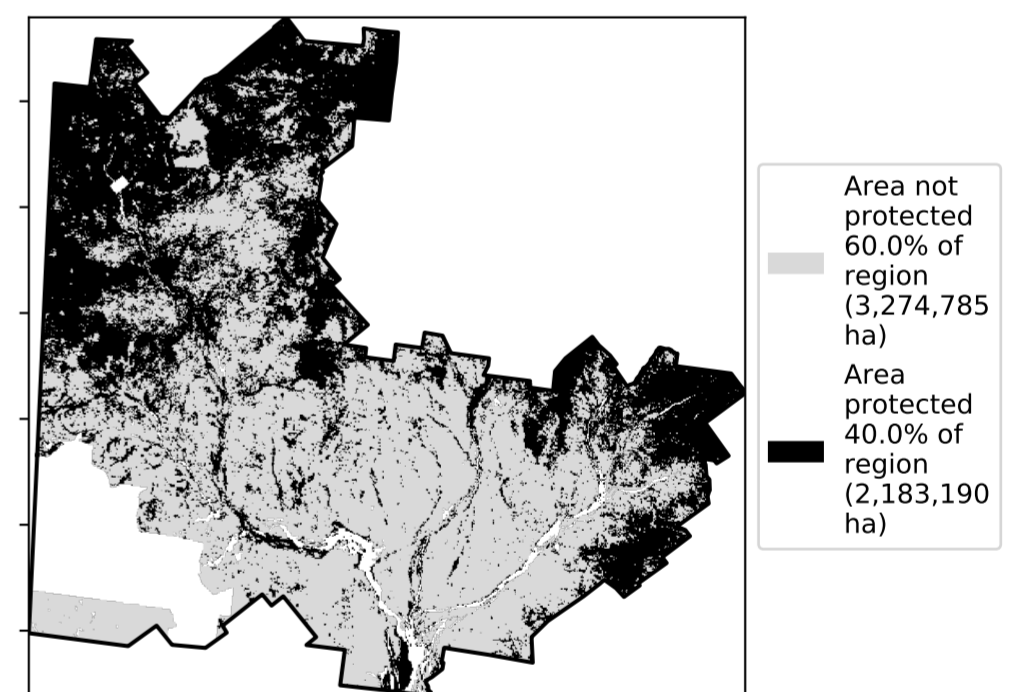 Area not
protected
60.0% of
region
(3,274,785
ha)
Area
protected
40.0% of
region
(2,183,190
ha)